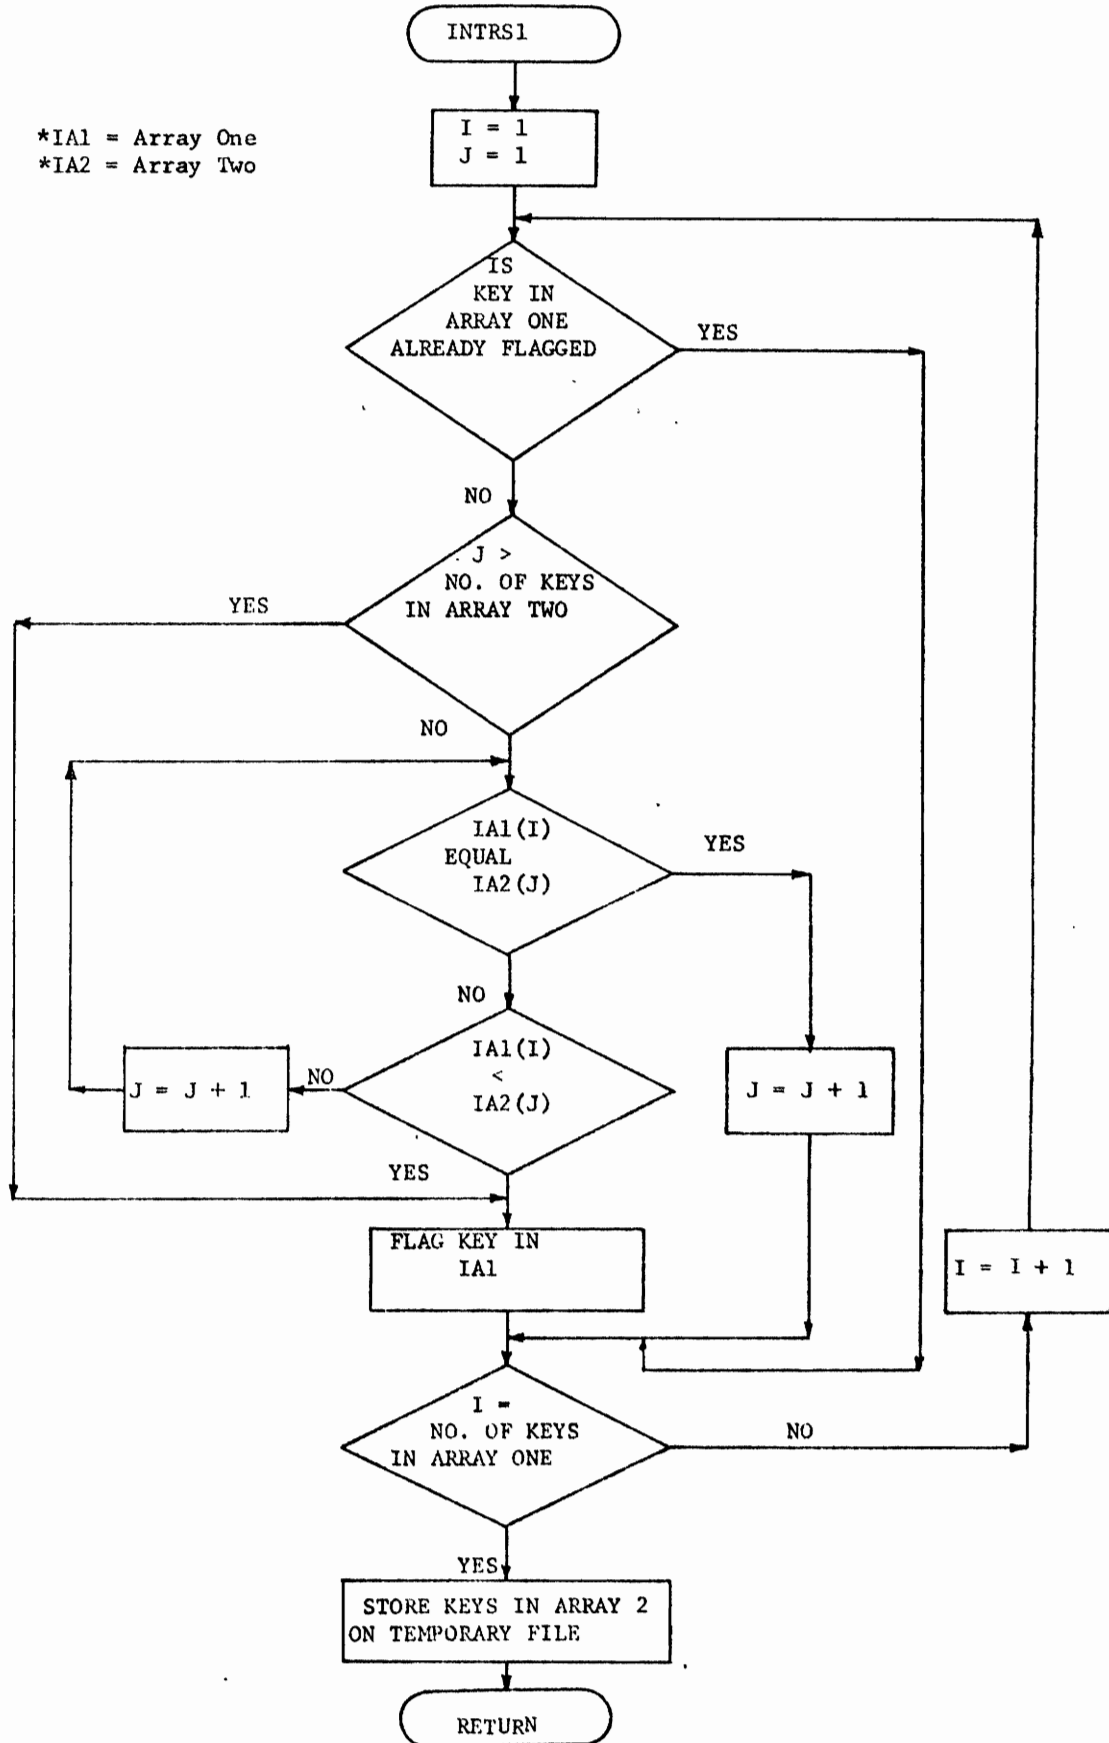 INTRS1
*IA1 = Array One
*IA2 = Array Two
I = 1
J = 1
IS
KEY IN
ARRAY ONE
ALREADY FLAGGED
YES
NO
J >
NO. OF KEYS
IN ARRAY TWO
YES
NO
IA1(I)
EQUAL
IA2(J)
YES
NO
IA1(I)
<
IA2(J)
NO
J = J + 1
J = J + 1
YES
FLAG KEY IN
IA1
I = I + 1
I =
NO. OF KEYS
IN ARRAY ONE
NO
YES
STORE KEYS IN ARRAY 2
ON TEMPORARY FILE
RETURN